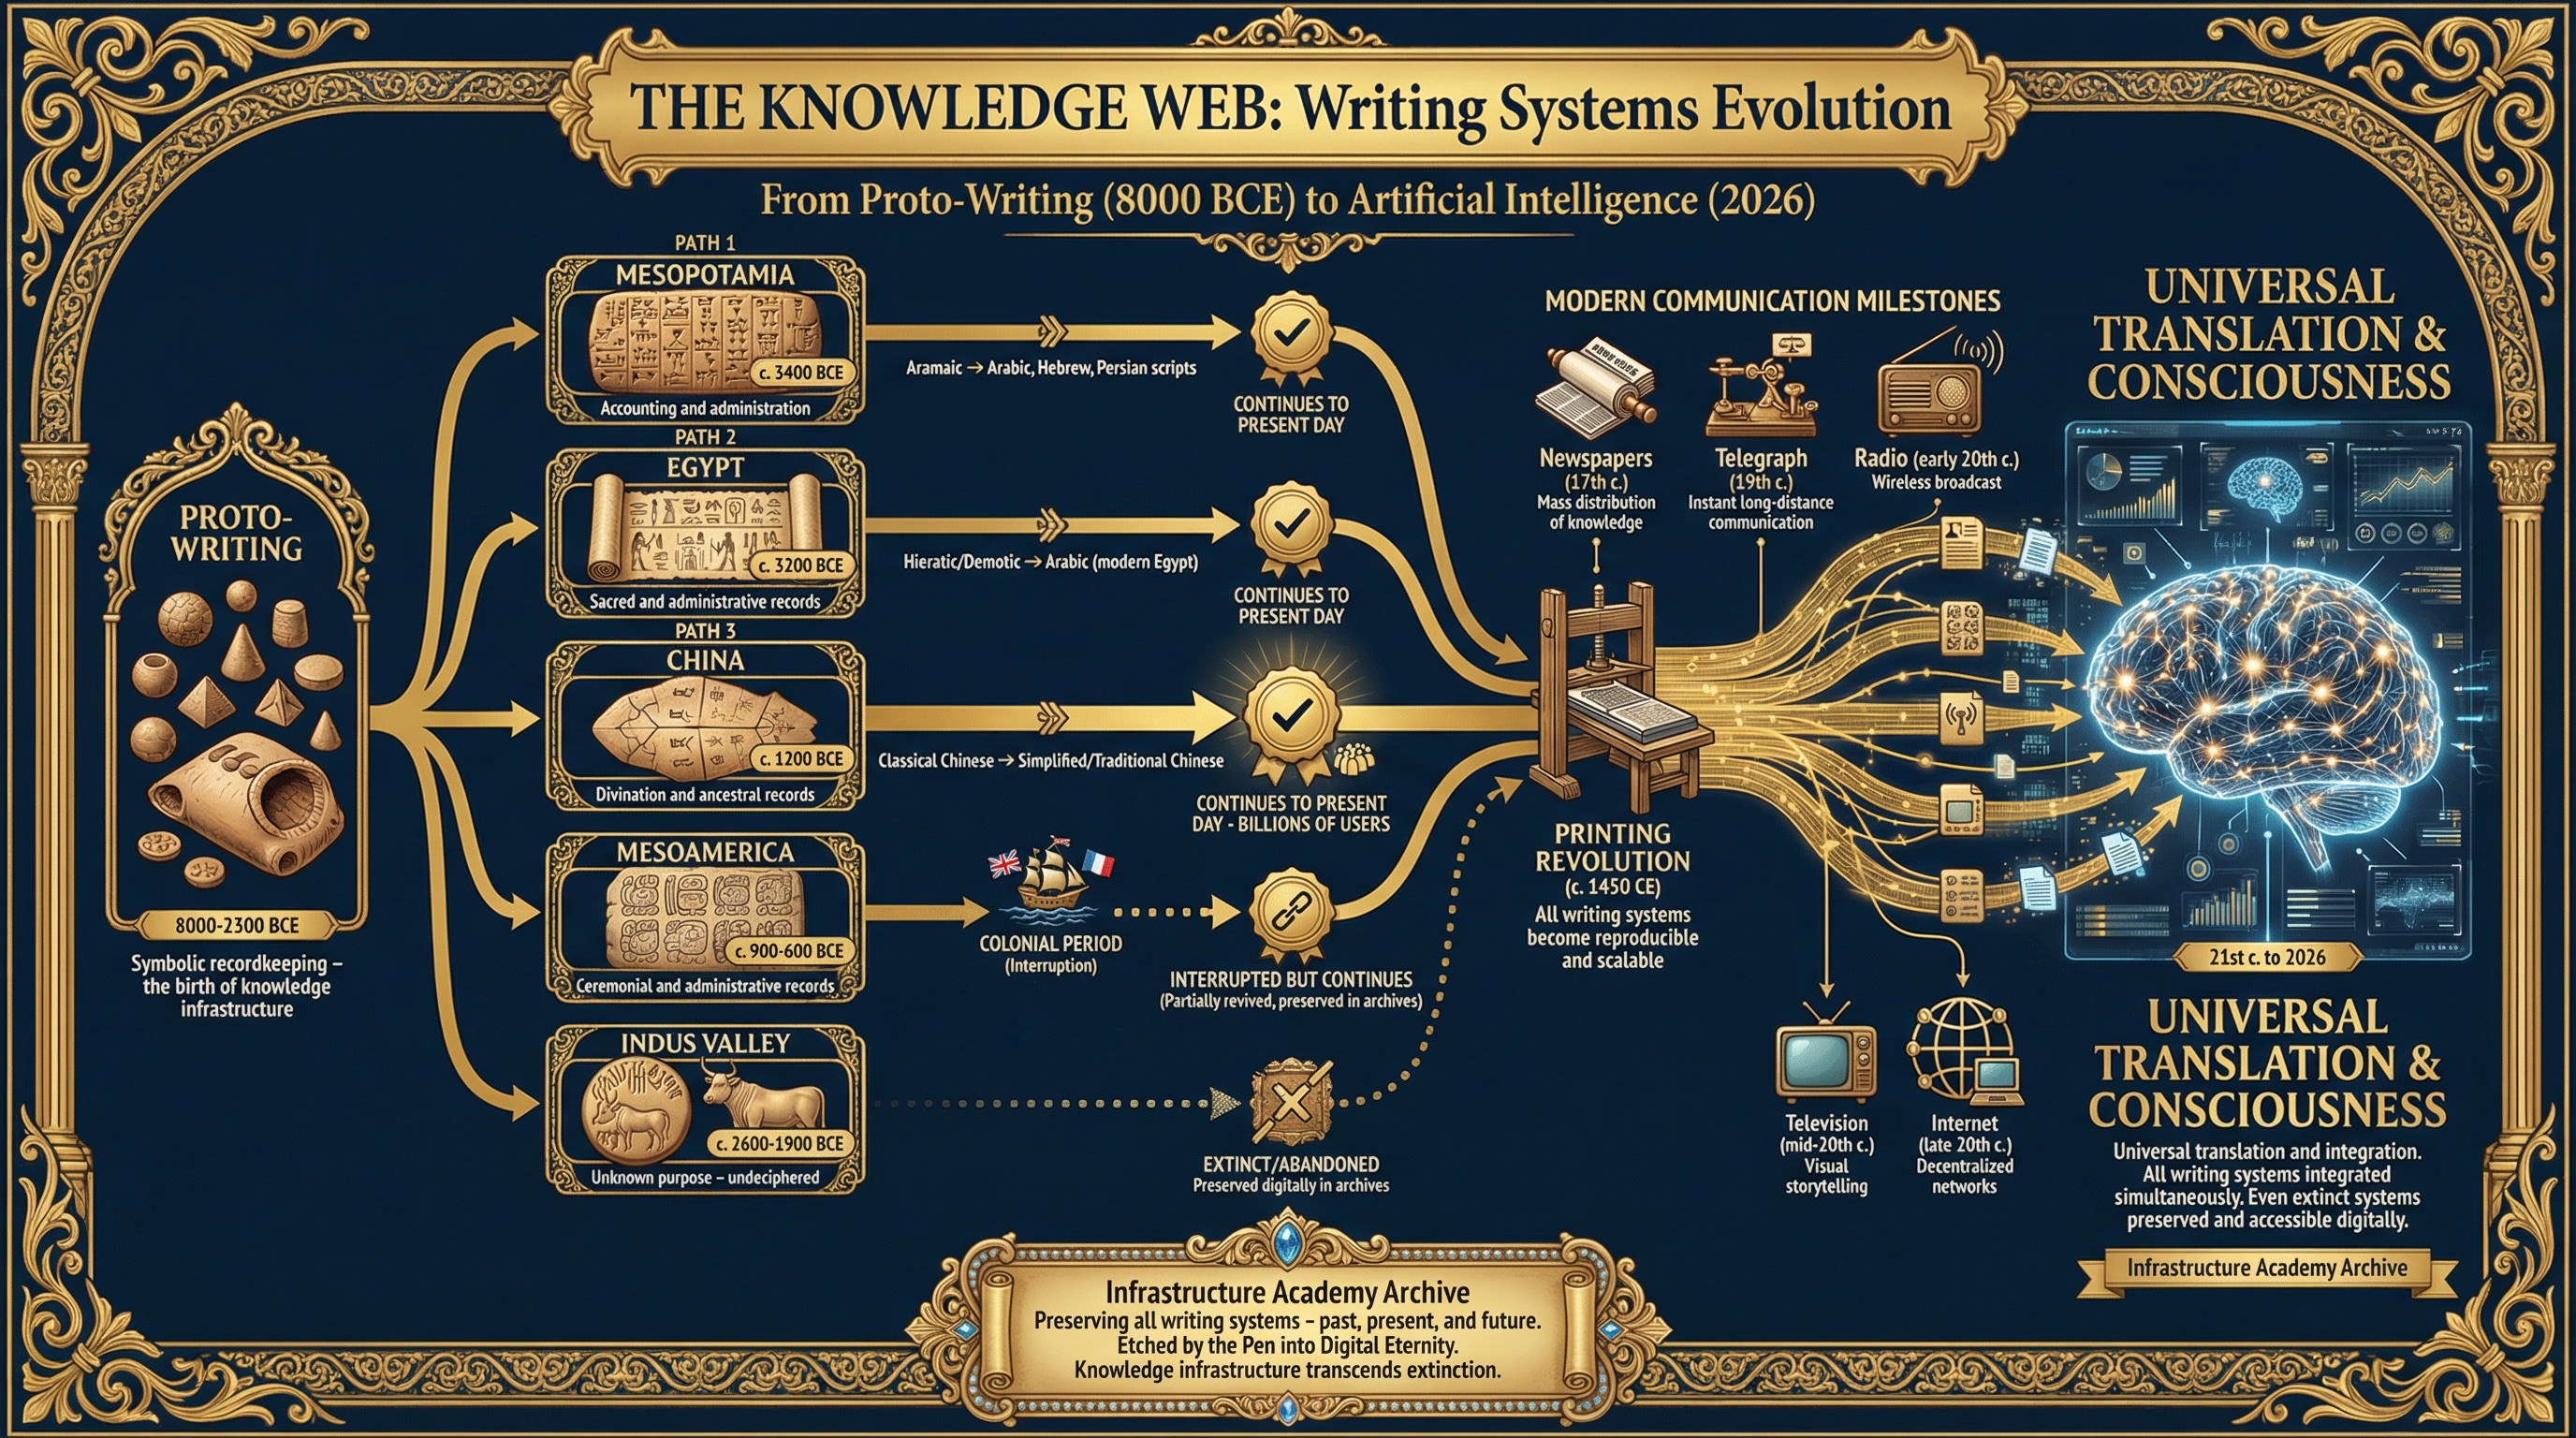 THE KNOWLEDGE WEB: Writing Systems Evolution
From Proto-Writing (8000 BCE) to Artificial Intelligence (2026)
PROTO-
WRITING
8000-2300 BCE
Symbolic recordkeeping –
the birth of knowledge
infrastructure
PATH 1
MESOPOTAMIA
c. 3400 BCE
Accounting and administration
Aramaic → Arabic, Hebrew, Persian scripts
CONTINUES TO
PRESENT DAY
PATH 2
EGYPT
c. 3200 BCE
Sacred and administrative records
Hieratic/Demotic → Arabic (modern Egypt)
CONTINUES TO
PRESENT DAY
PATH 3
CHINA
c. 1200 BCE
Divination and ancestral records
Classical Chinese → Simplified/Traditional Chinese
CONTINUES TO PRESENT
DAY - BILLIONS OF USERS
MESOAMERICA
c. 900-600 BCE
Ceremonial and administrative records
COLONIAL PERIOD
(Interruption)
INTERRUPTED BUT CONTINUES
(Partially revived, preserved in archives)
INDUS VALLEY
c. 2600-1900 BCE
Unknown purpose – undeciphered
EXTINCT/ABANDONED
Preserved digitally in archives
PRINTING
REVOLUTION
(c. 1450 CE)
All writing systems
become reproducible
and scalable
MODERN COMMUNICATION MILESTONES
Newspapers
(17th c.)
Mass distribution
of knowledge
Telegraph
(19th c.)
Instant long-distance
communication
Radio (early 20th c.)
Wireless broadcast
Television
(mid-20th c.)
Visual
storytelling
Internet
(late 20th c.)
Decentralized
networks
UNIVERSAL
TRANSLATION &
CONSCIOUSNESS
21st c. to 2026
UNIVERSAL
TRANSLATION &
CONSCIOUSNESS
Universal translation and integration.
All writing systems integrated
simultaneously. Even extinct systems
preserved and accessible digitally.
Infrastructure Academy Archive
Infrastructure Academy Archive
Preserving all writing systems – past, present, and future.
Etched by the Pen into Digital Eternity.
Knowledge infrastructure transcends extinction.